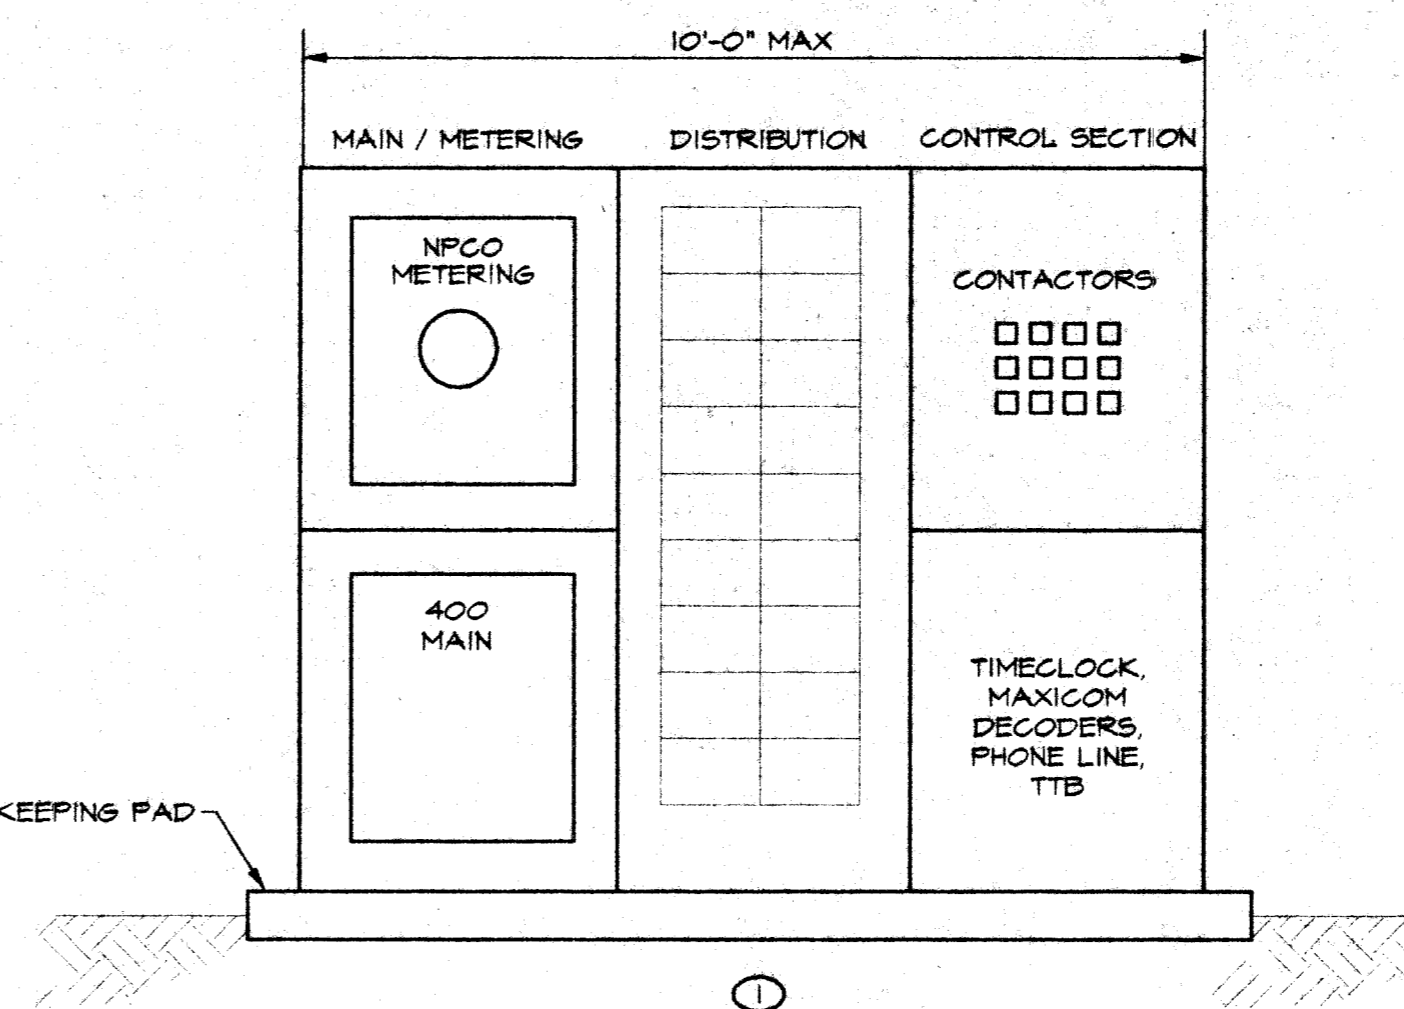 10'-0" MAX
MAIN / METERING
DISTRIBUTION
CONTROL SECTION
NPCO
METERING
CONTACTORS
400
MAIN
TIMECLOCK,
MAXICOM
DECODERS,
PHONE LINE,
TTB
KEEPING PAD
1